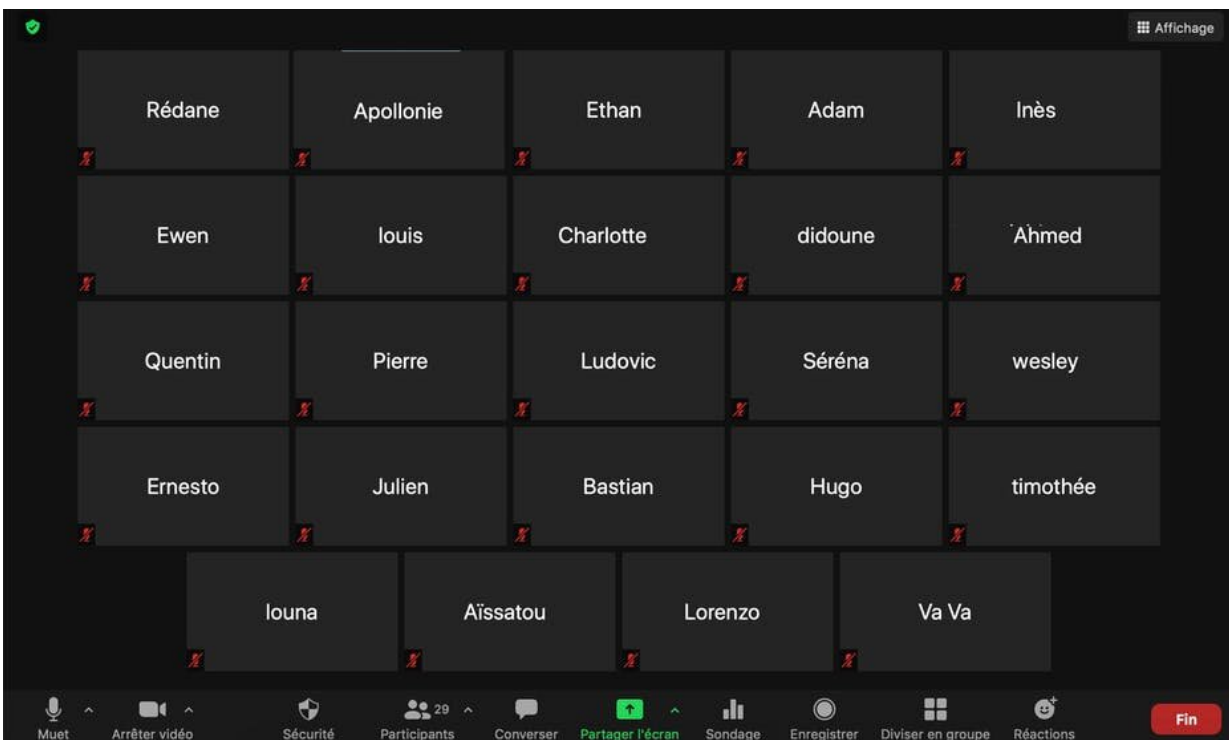 Affichage
Rédane Apollonie Ethan Adam Inès
Ewen louis Charlotte didoune Ahmed
Quentin Pierre Ludovic Séréna wesley
Ernesto Julien Bastian Hugo timothée
louna Aïssatou Lorenzo Va Va
29
Muet Arrêter vidéo Sécurité Participants Converser Partager l'écran Sondage Enregistrer Diviser en groupe Réactions Fin